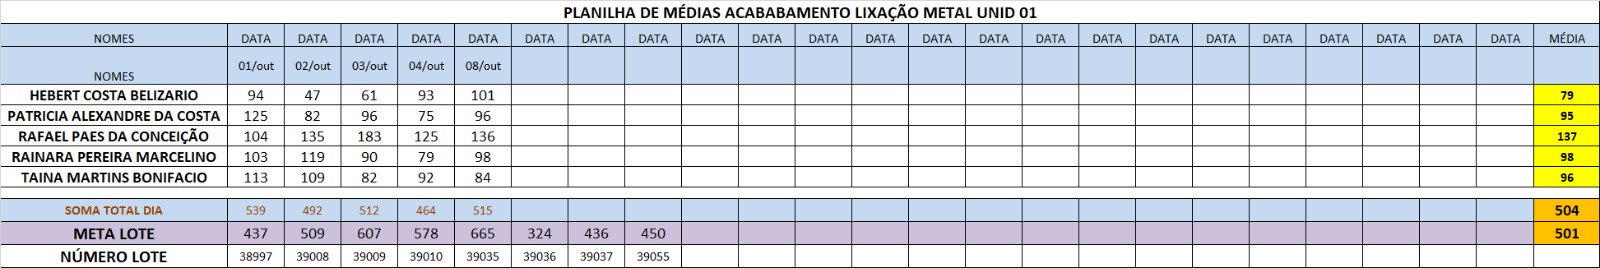 PLANILHA DE MÉDIAS ACABABAMENTO LIXAÇÃO METAL UNID 01
NOMES DATA DATA DATA DATA DATA DATA DATA DATA DATA DATA DATA DATA DATA DATA DATA DATA DATA DATA DATA DATA DATA DATA DATA MÉDIA
NOMES 01/out 02/out 03/out 04/out 08/out
HEBERT COSTA BELIZARIO 94 47 61 93 101 79
PATRICIA ALEXANDRE DA COSTA 125 82 96 75 96 95
RAFAEL PAES DA CONCEIÇÃO 104 135 183 125 136 137
RAINARA PEREIRA MARCELINO 103 119 90 79 98 98
TAINA MARTINS BONIFACIO 113 109 82 92 84 96
SOMA TOTAL DIA 539 492 512 464 515 504
META LOTE 437 509 607 578 665 324 436 450 501
NÚMERO LOTE 38997 39008 39009 39010 39035 39036 39037 39055